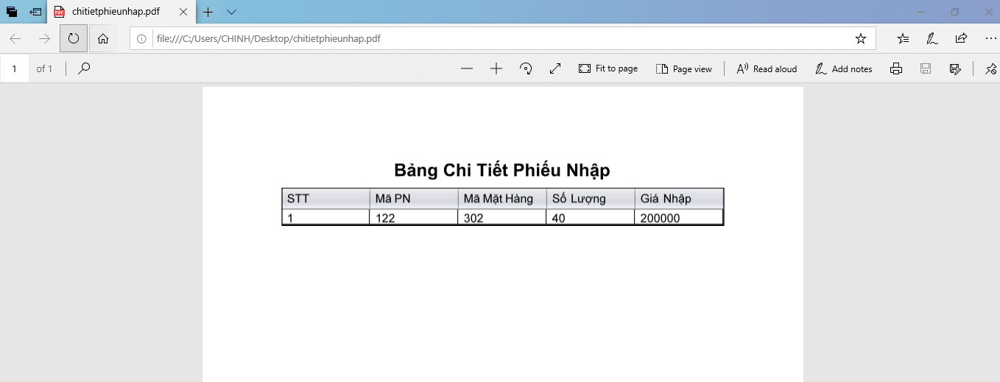 chitietphieunhap.pdf
file:///C:/Users/CHINH/Desktop/chitietphieunhap.pdf
1 of 1 Fit to page Page view Read aloud Add notes
Bảng Chi Tiết Phiếu Nhập
STT Mã PN Mã Mặt Hàng Số Lượng Giá Nhập
1 122 302 40 200000